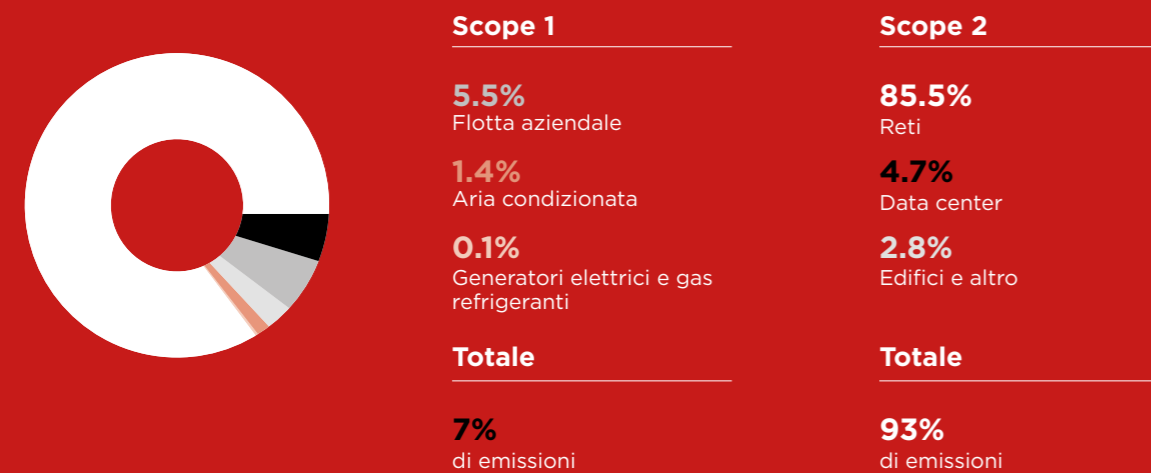 Scope 1
5.5%
Flotta aziendale
1.4%
Aria condizionata
0.1%
Generatori elettrici e gas
refrigeranti
Totale
7%
di emissioni
Scope 2
85.5%
Reti
4.7%
Data center
2.8%
Edifici e altro
Totale
93%
di emissioni